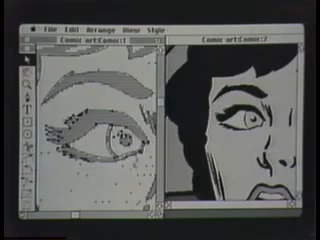 File Edit Arrange View Style
Comic art:Comic:1
Comic art:Comic:2
T